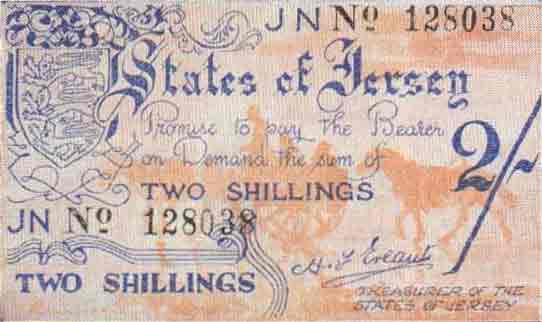 JN Nº 128038
States of Jersey
Promise to pay the Bearer
on Demand the sum of
2/-
TWO SHILLINGS
JN Nº 128038
TWO SHILLINGS
TREASURER OF THE
STATES OF JERSEY